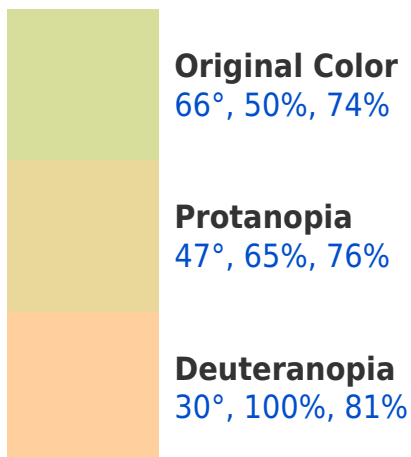 Original Color
66°, 50%, 74%
Protanopia
47°, 65%, 76%
Deuteranopia
30°, 100%, 81%